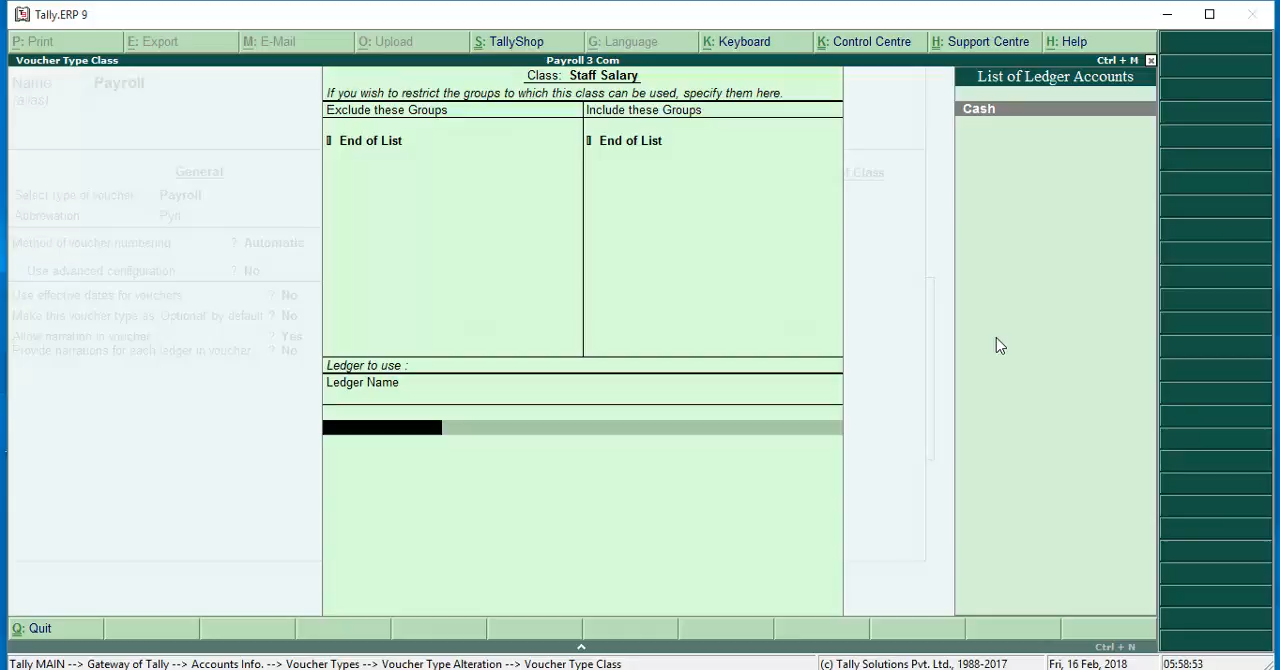 Tally.ERP 9
P: Print E: Export M: E-Mail O: Upload S: TallyShop G: Language K: Keyboard K: Control Centre H: Support Centre H: Help
Voucher Type Class Payroll 3 Com Ctrl + M
Name Payroll
(alias)
Class: Staff Salary
If you wish to restrict the groups to which this class can be used, specify them here.
Exclude these Groups Include these Groups
End of List End of List
List of Ledger Accounts
Cash
General
of Class
Select type of voucher Payroll
Abbreviation Pyrl
Method of voucher numbering ? Automatic
Use advanced configuration ? No
Use effective dates for vouchers ? No
Make this voucher type as 'Optional' by default ? No
Allow narration in voucher ? Yes
Provide narrations for each ledger in voucher ? No
Ledger to use :
Ledger Name
Q: Quit
Ctrl + N
Tally MAIN --> Gateway of Tally --> Accounts Info. --> Voucher Types --> Voucher Type Alteration --> Voucher Type Class (c) Tally Solutions Pvt. Ltd., 1988-2017 Fri, 16 Feb, 2018 05:58:53